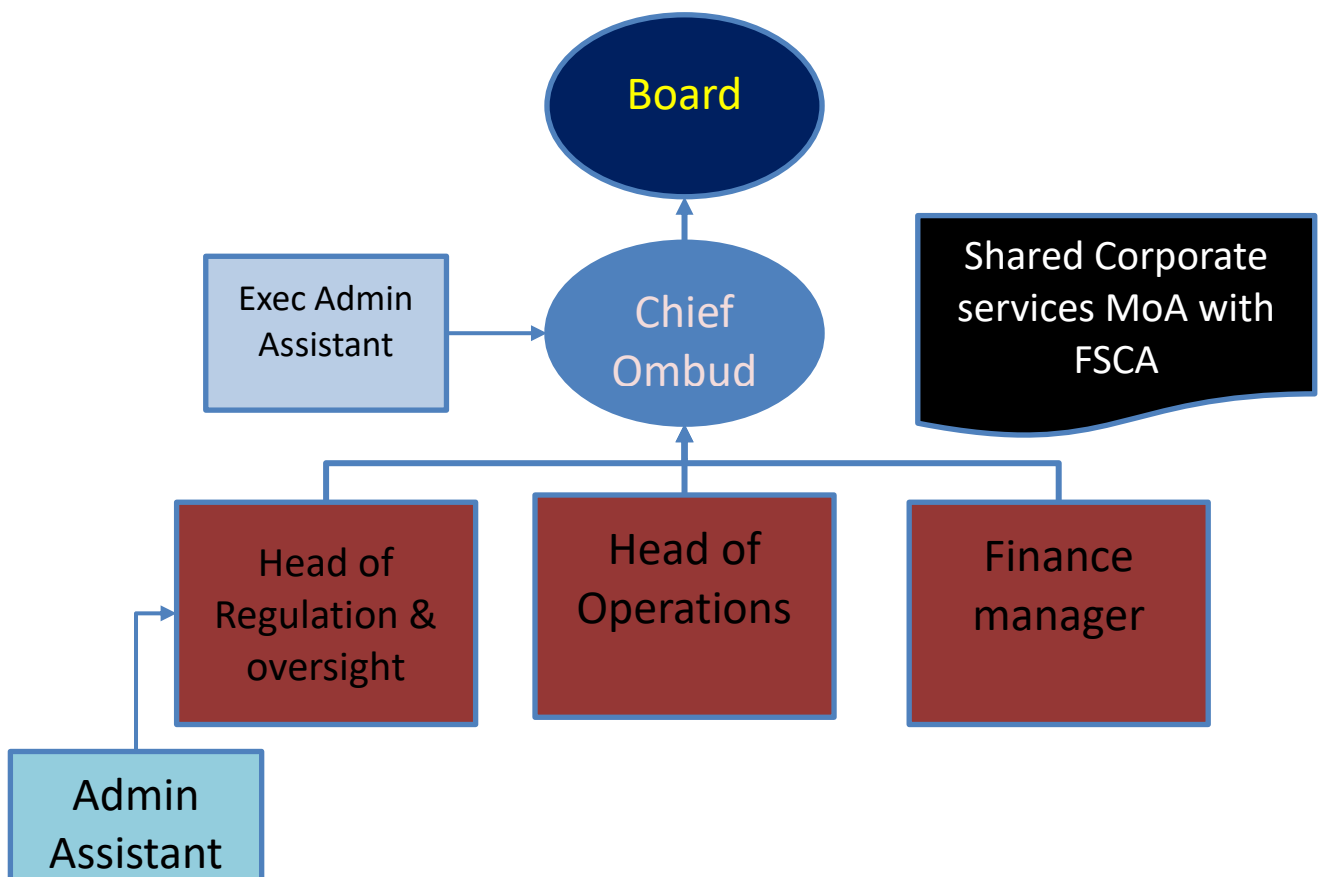 Board
Exec Admin
Assistant
Chief
Ombud
Shared Corporate
services MoA with
FSCA
Head of
Regulation &
oversight
Head of
Operations
Finance
manager
Admin
Assistant